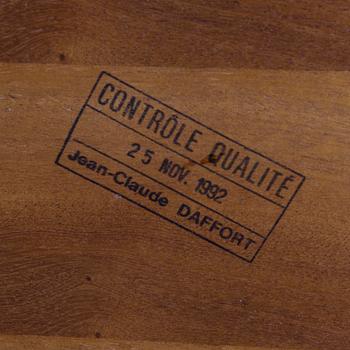 CONTRÔLE QUALITÉ
25 NOV. 1992
Jean-Claude DAFFORT